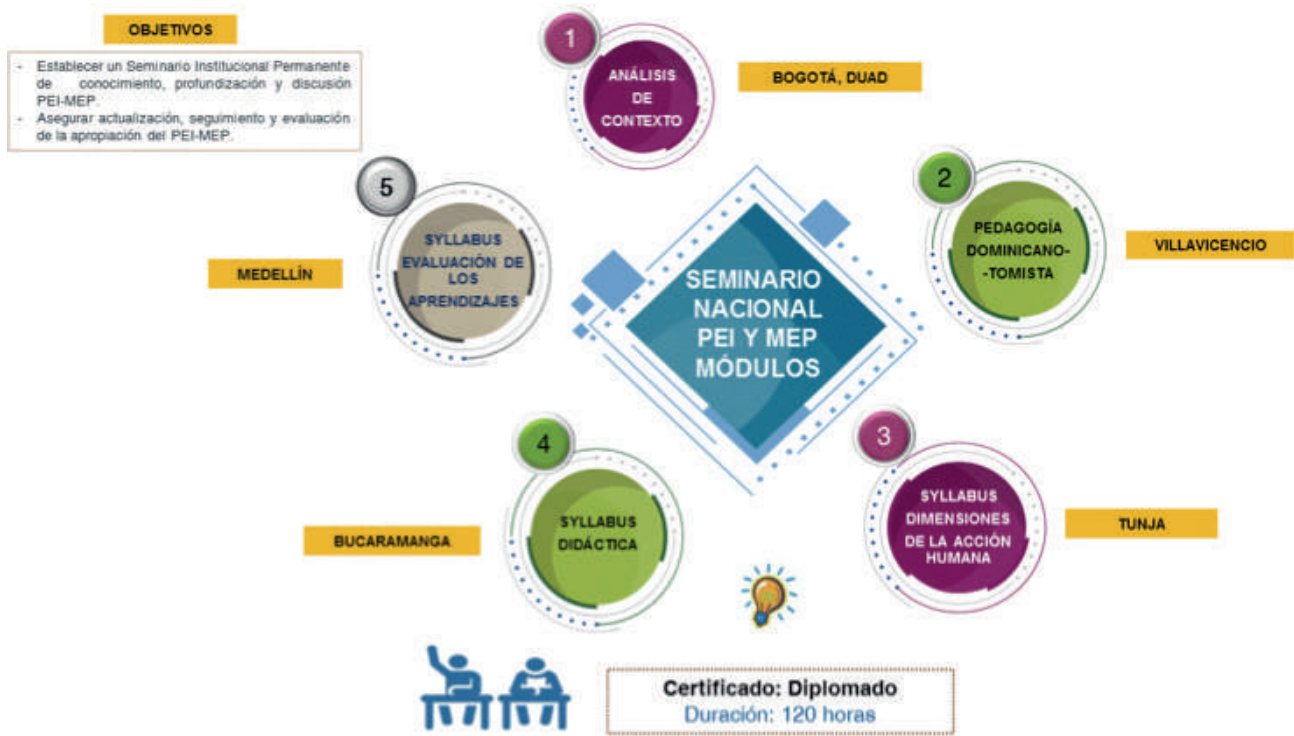 OBJETIVOS
- Establecer un Seminario Institucional Permanente
de conocimiento, profundización y discusión
PEI-MEP.
- Asegurar actualización, seguimiento y evaluación
de la apropiación del PEI-MEP.
1
ANÁLISIS
DE
CONTEXTO
BOGOTÁ, DUAD
2
PEDAGOGÍA
DOMINICANO-
-TOMISTA
VILLAVICENCIO
5
SYLLABUS
EVALUACIÓN DE
LOS
APRENDIZAJES
MEDELLÍN
SEMINARIO
NACIONAL
PEI Y MEP
MÓDULOS
4
SYLLABUS
DIDÁCTICA
BUCARAMANGA
3
SYLLABUS
DIMENSIONES
DE LA ACCIÓN
HUMANA
TUNJA
Certificado: Diplomado
Duración: 120 horas